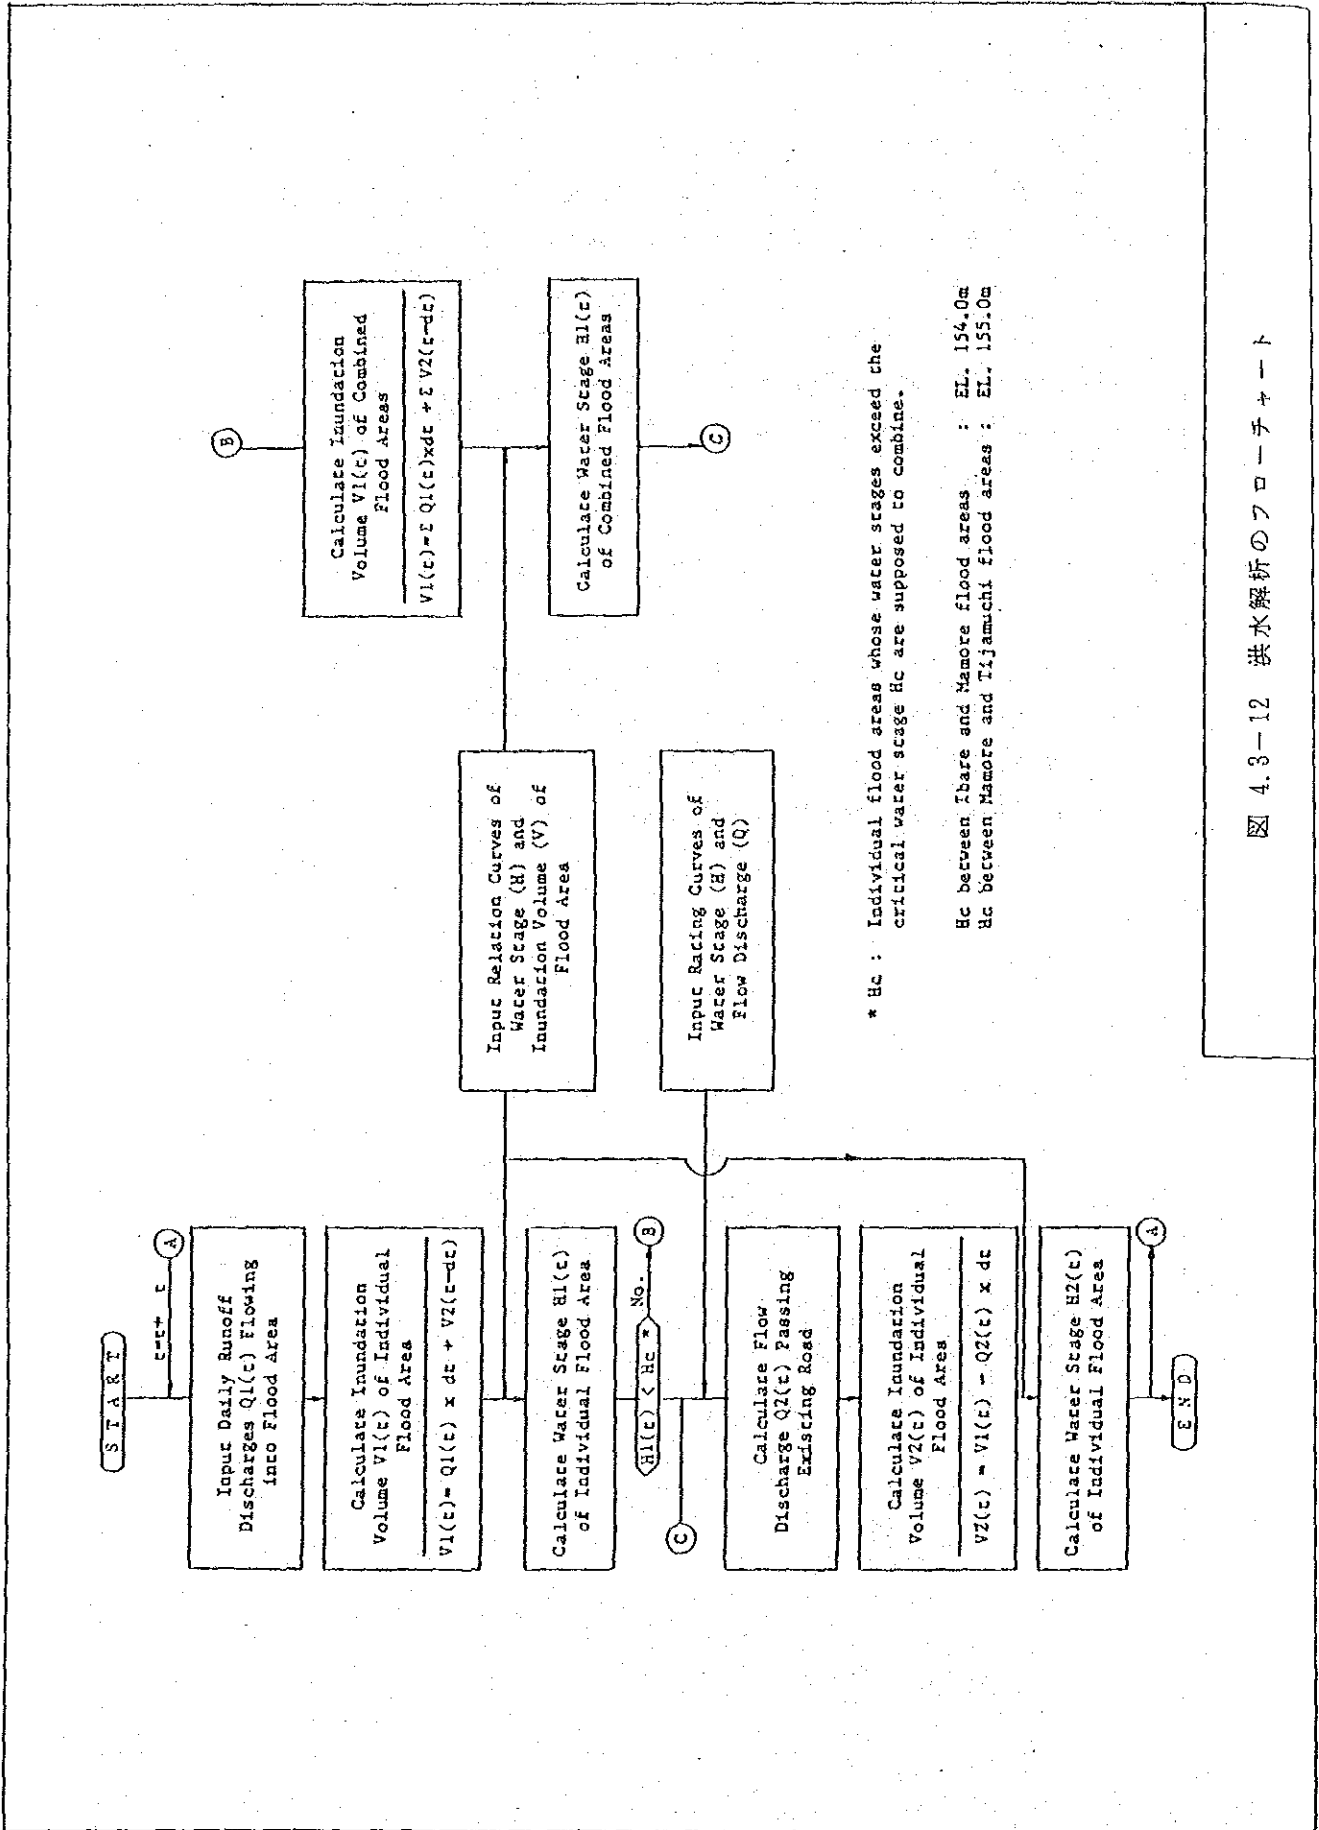 START
t=t+ t
A
Input Daily Runoff
Discharges Q1(t) Flowing
into Flood Area
Calculate Inundation
Volume V1(t) of Individual
Flood Area
V1(t)= Q1(t) x dt + V2(t-dt)
Calculate Water Stage H1(t)
of Individual Flood Area
H1(t) < Hc *
No.
B
C
Calculate Flow
Discharge Q2(t) Passing
Existing Road
Calculate Inundation
Volume V2(t) of Individual
Flood Area
V2(t) = V1(t) - Q2(t) x dt
Calculate Water Stage H2(t)
of Individual Flood Area
A
END
Input Relation Curves of
Water Stage (H) and
Inundation Volume (V) of
Flood Area
Input Rating Curves of
Water Stage (H) and
Flow Discharge (Q)
B
Calculate Inundation
Volume V1(t) of Combined
Flood Areas
V1(t)=Σ Q1(t)xdt + Σ V2(t-dt)
Calculate Water Stage H1(t)
of Combined Flood Areas
C
* Hc : Individual flood areas whose water stages exceed the
critical water stage Hc are supposed to combine.
Hc between Ibare and Mamore flood areas : EL. 154.0m
Hc between Mamore and Tijamuchi flood areas : EL. 155.0m
図 4.3-12 洪水解析のフローチャート